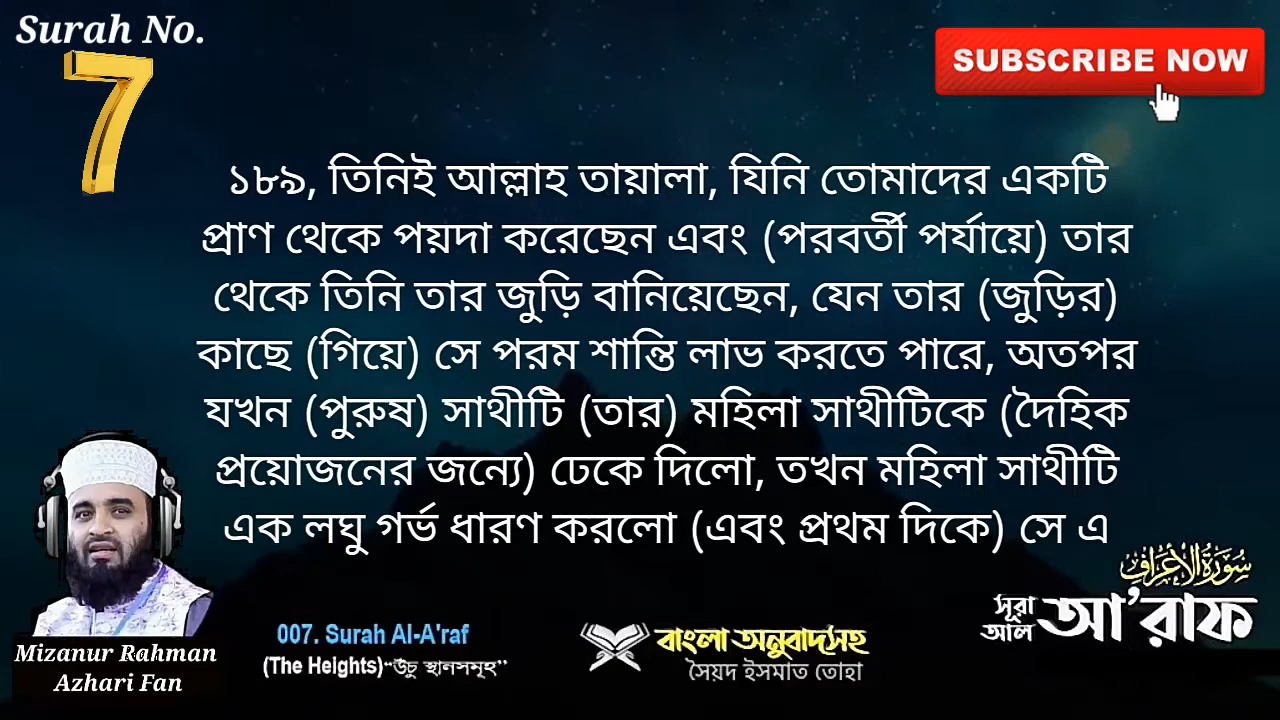 Surah No.
7
SUBSCRIBE NOW
১৮৯, তিনিই আল্লাহ তায়ালা, যিনি তোমাদের একটি
প্রাণ থেকে পয়দা করেছেন এবং (পরবর্তী পর্যায়ে) তার
থেকে তিনি তার জুড়ি বানিয়েছেন, যেন তার (জুড়ির)
কাছে (গিয়ে) সে পরম শান্তি লাভ করতে পারে, অতপর
যখন (পুরুষ) সাথীটি (তার) মহিলা সাথীটিকে (দৈহিক
প্রয়োজনের জন্যে) ঢেকে দিলো, তখন মহিলা সাথীটি
এক লঘু গর্ভ ধারণ করলো (এবং প্রথম দিকে) সে এ
Mizanur Rahman
Azhari Fan
007. Surah Al-A'raf
(The Heights)“উঁচু স্থানসমূহ”
বাংলা অনুবাদসহ
সৈয়দ ইসমাত তোহা
سورة الأعراف
সূরা
আল
আ’রাফ